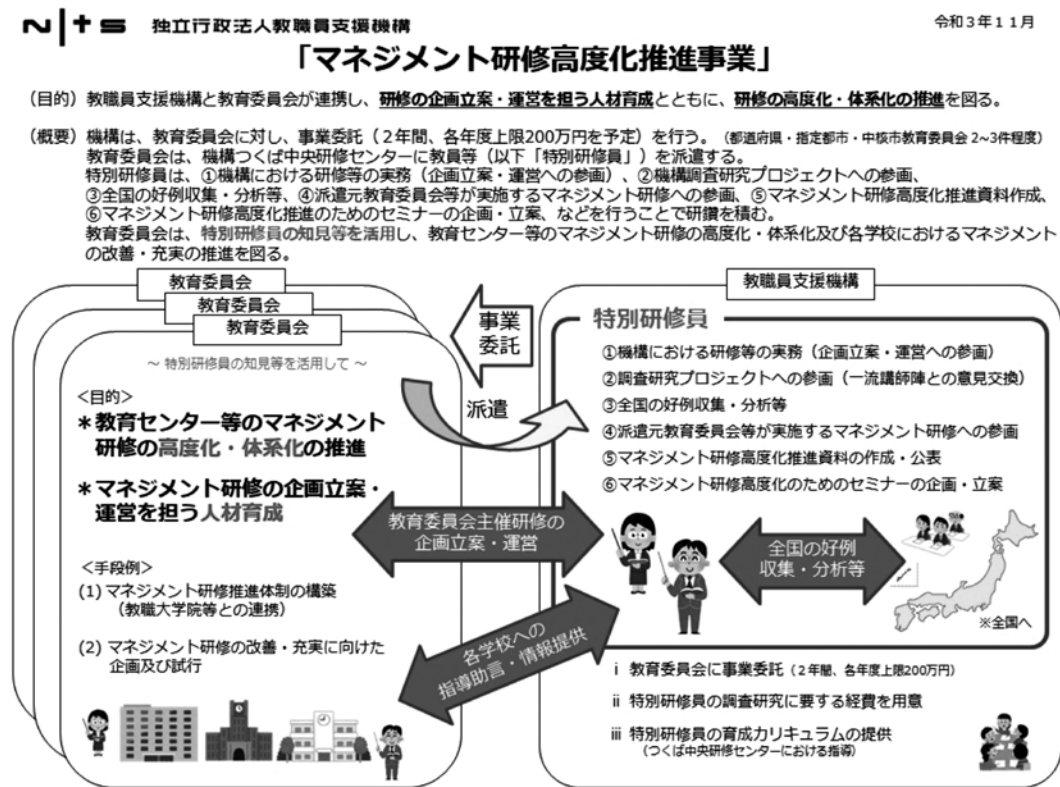 NITS 独立行政法人教職員支援機構
令和3年11月
「マネジメント研修高度化推進事業」
（目的）教職員支援機構と教育委員会が連携し、研修の企画立案・運営を担う人材育成とともに、研修の高度化・体系化の推進を図る。
（概要）機構は、教育委員会に対し、事業委託（２年間、各年度上限200万円を予定）を行う。（都道府県・指定都市・中核市教育委員会 2~3件程度）
教育委員会は、機構つくば中央研修センターに教員等（以下「特別研修員」）を派遣する。
特別研修員は、①機構における研修等の実務（企画立案・運営への参画）、②機構調査研究プロジェクトへの参画、
③全国の好例収集・分析等、④派遣元教育委員会等が実施するマネジメント研修への参画、⑤マネジメント研修高度化推進資料作成、
⑥マネジメント研修高度化推進のためのセミナーの企画・立案、などを行うことで研鑽を積む。
教育委員会は、特別研修員の知見等を活用し、教育センター等のマネジメント研修の高度化・体系化及び各学校におけるマネジメント
の改善・充実の推進を図る。
教育委員会
教育委員会
教育委員会
～ 特別研修員の知見等を活用して ～
＜目的＞
＊教育センター等のマネジメント
研修の高度化・体系化の推進
＊マネジメント研修の企画立案・
運営を担う人材育成
＜手段例＞
(1) マネジメント研修推進体制の構築
（教職大学院等との連携）
(2) マネジメント研修の改善・充実に向けた
企画及び試行
事業
委託
派遣
教育委員会主催研修の
企画立案・運営
各学校への
指導助言・情報提供
教職員支援機構
特別研修員
①機構における研修等の実務（企画立案・運営への参画）
②調査研究プロジェクトへの参画（一流講師陣との意見交換）
③全国の好例収集・分析等
④派遣元教育委員会等が実施するマネジメント研修への参画
⑤マネジメント研修高度化推進資料の作成・公表
⑥マネジメント研修高度化のためのセミナーの企画・立案
全国の好例
収集・分析等
※全国へ
ⅰ 教育委員会に事業委託（２年間、各年度上限200万円）
ⅱ 特別研修員の調査研究に要する経費を用意
ⅲ 特別研修員の育成カリキュラムの提供
（つくば中央研修センターにおける指導）